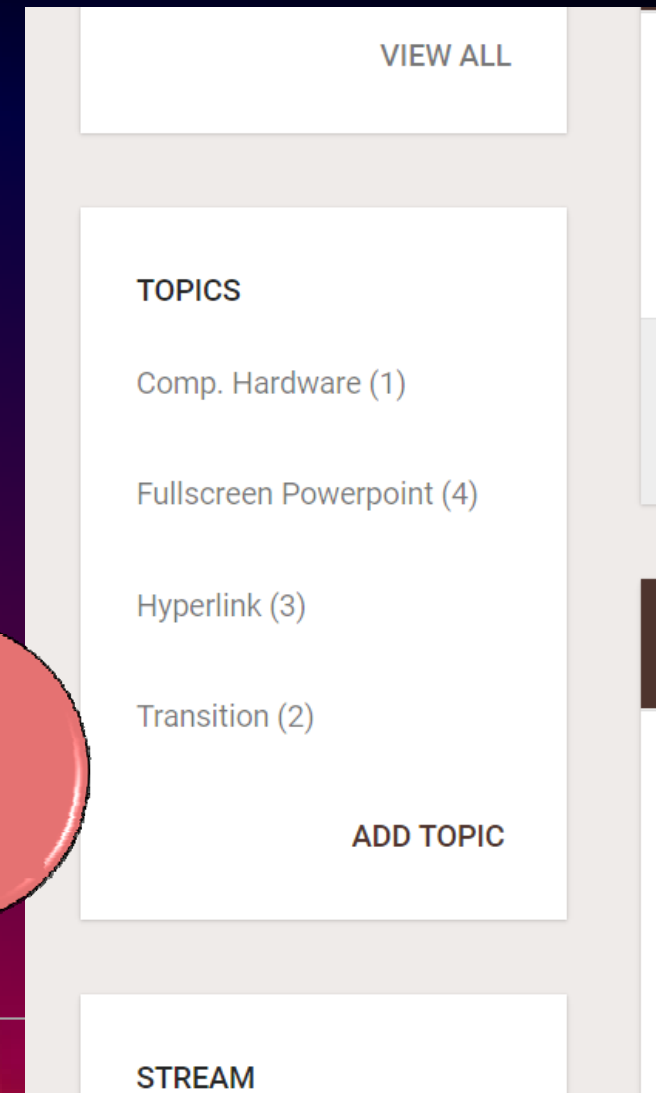 VIEW ALL
TOPICS
Comp. Hardware (1)
Fullscreen Powerpoint (4)
Hyperlink (3)
Transition (2)
ADD TOPIC
STREAM